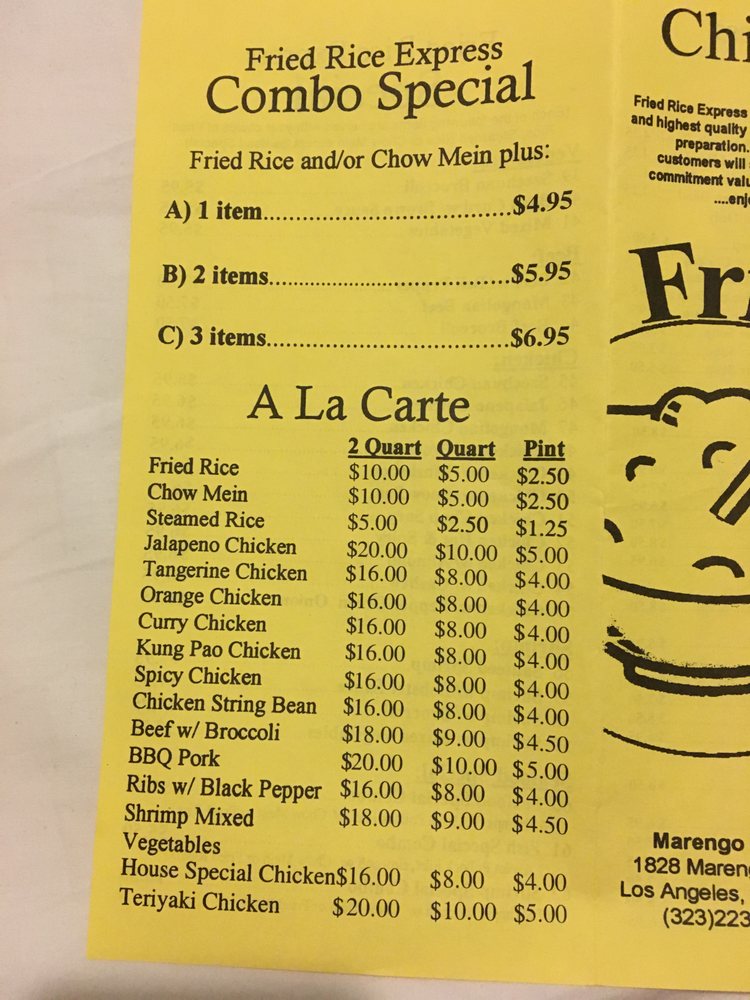 Fried Rice Express
Combo Special
Fried Rice and/or Chow Mein plus:
A) 1 item........................................$4.95
B) 2 items.......................................$5.95
C) 3 items.......................................$6.95
A La Carte
2 Quart Quart Pint
Fried Rice $10.00 $5.00 $2.50
Chow Mein $10.00 $5.00 $2.50
Steamed Rice $5.00 $2.50 $1.25
Jalapeno Chicken $20.00 $10.00 $5.00
Tangerine Chicken $16.00 $8.00 $4.00
Orange Chicken $16.00 $8.00 $4.00
Curry Chicken $16.00 $8.00 $4.00
Kung Pao Chicken $16.00 $8.00 $4.00
Spicy Chicken $16.00 $8.00 $4.00
Chicken String Bean $16.00 $8.00 $4.00
Beef w/ Broccoli $18.00 $9.00 $4.50
BBQ Pork $20.00 $10.00 $5.00
Ribs w/ Black Pepper $16.00 $8.00 $4.00
Shrimp Mixed $18.00 $9.00 $4.50
Vegetables
House Special Chicken $16.00 $8.00 $4.00
Teriyaki Chicken $20.00 $10.00 $5.00
Chi
Fried Rice Express
and highest quality
preparation.
customers will
commitment valu
....enj
Fri
Marengo
1828 Maren
Los Angeles,
(323)223